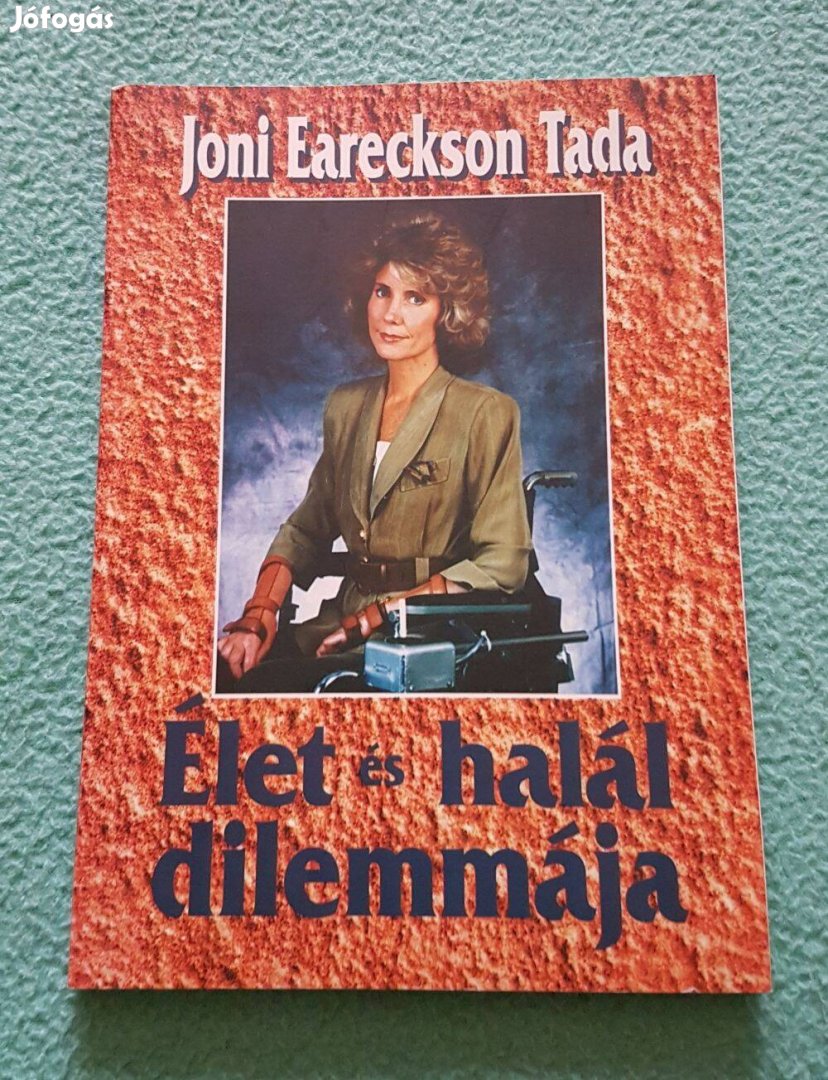 Jófogás
Joni Eareckson Tada
Élet és halál
dilemmája